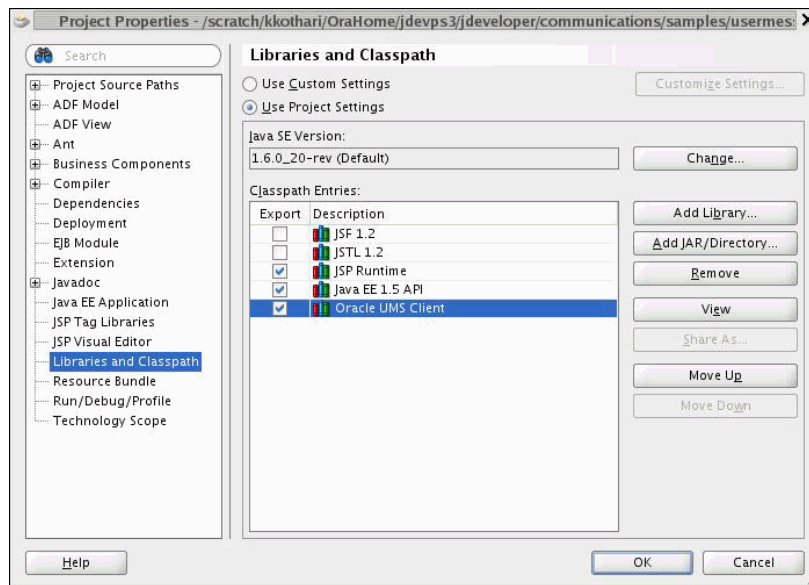 Project Properties - /scratch/kkothari/OraHome/jdevps3/jdeveloper/communications/samples/usermes
Search
Project Source Paths
ADF Model
ADF View
Ant
Business Components
Compiler
Dependencies
Deployment
EJB Module
Extension
Javadoc
Java EE Application
JSP Tag Libraries
JSP Visual Editor
Libraries and Classpath
Resource Bundle
Run/Debug/Profile
Technology Scope
Libraries and Classpath
Use Custom Settings
Customize Settings...
Use Project Settings
Java SE Version:
1.6.0_20-rev (Default)
Change...
Classpath Entries:
Export Description
JSF 1.2
JSTL 1.2
JSP Runtime
Java EE 1.5 API
Oracle UMS Client
Add Library...
Add JAR/Directory...
Remove
View
Share As...
Move Up
Move Down
Help
OK
Cancel